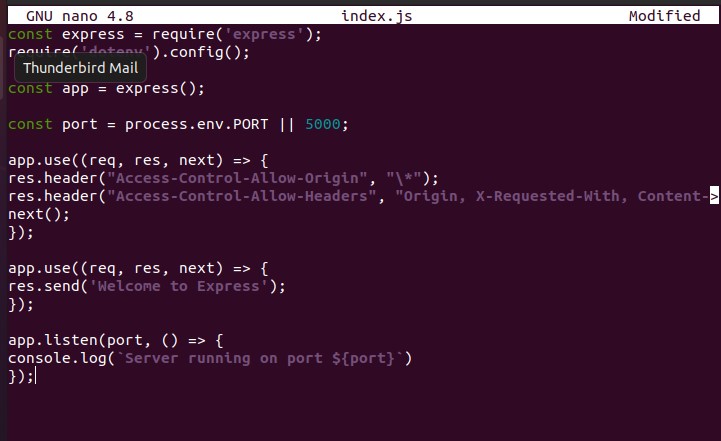 GNU nano 4.8 index.js Modified
const express = require('express');
require('dotenv').config();
Thunderbird Mail
const app = express();
const port = process.env.PORT || 5000;
app.use((req, res, next) => {
res.header("Access-Control-Allow-Origin", "\*");
res.header("Access-Control-Allow-Headers", "Origin, X-Requested-With, Content->
next();
});
app.use((req, res, next) => {
res.send('Welcome to Express');
});
app.listen(port, () => {
console.log(`Server running on port ${port}`)
});